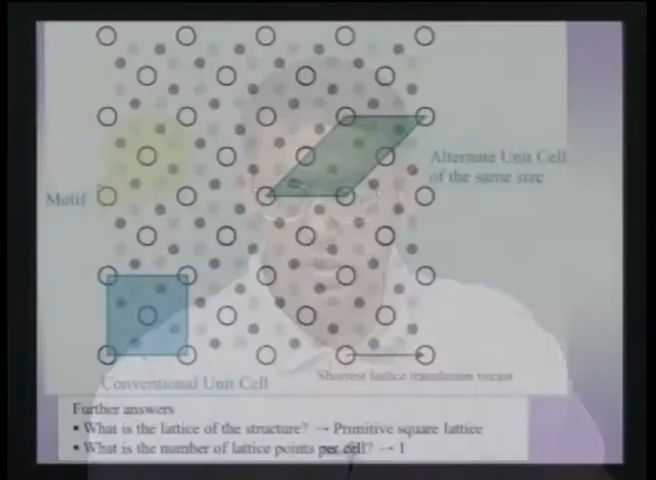 Alternate Unit Cell
of the same size
Motif
Conventional Unit Cell
Shortest lattice translation vector
Further answers
▪ What is the lattice of the structure? → Primitive square lattice
▪ What is the number of lattice points per cell? → 1